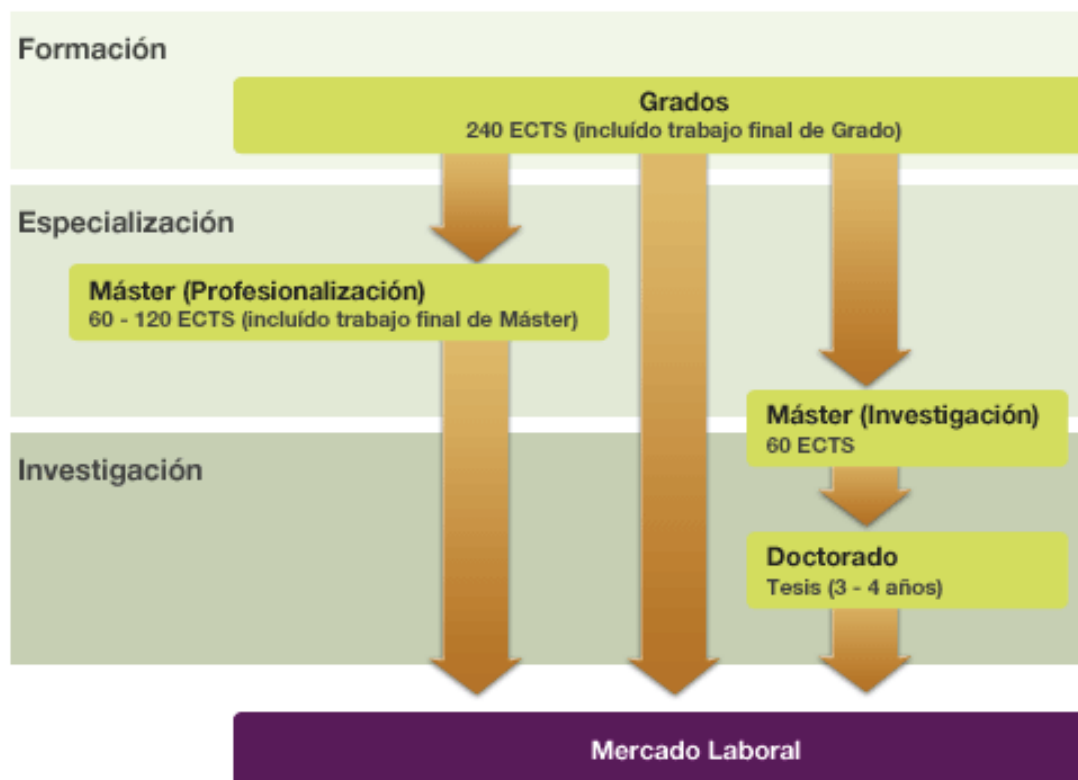 Formación
Grados
240 ECTS (incluído trabajo final de Grado)
Especialización
Máster (Profesionalización)
60 - 120 ECTS (incluído trabajo final de Máster)
Máster (Investigación)
60 ECTS
Investigación
Doctorado
Tesis (3 - 4 años)
Mercado Laboral